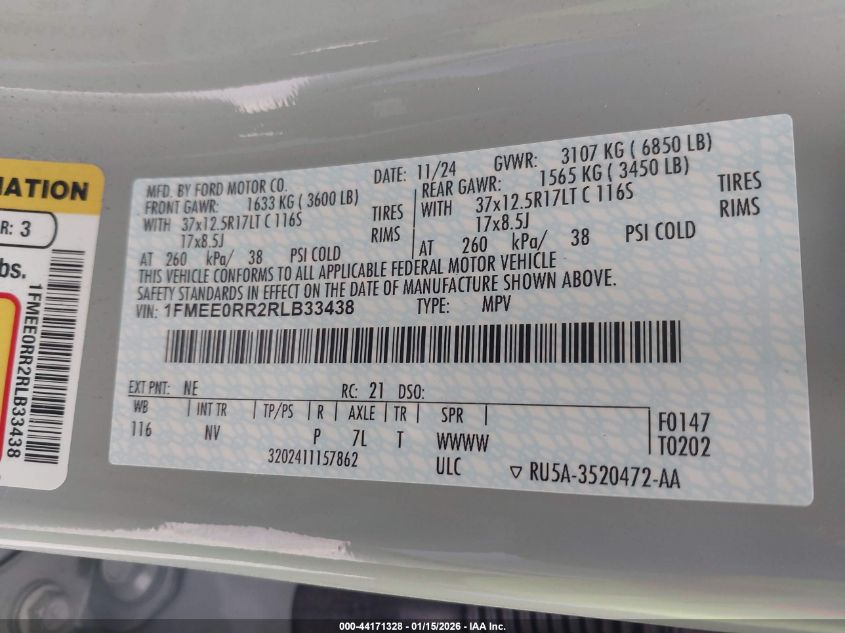 MATION
R: 3
bs.
1FMEE0RR2RLB33438
MFD. BY FORD MOTOR CO.
DATE: 11/24 GVWR: 3107 KG ( 6850 LB)
FRONT GAWR: 1633 KG ( 3600 LB)
WITH 37x12.5R17LT C 116S TIRES
17x8.5J RIMS
AT 260 kPa/ 38 PSI COLD
REAR GAWR: 1565 KG ( 3450 LB)
WITH 37x12.5R17LT C 116S TIRES
17x8.5J RIMS
AT 260 kPa/ 38 PSI COLD
THIS VEHICLE CONFORMS TO ALL APPLICABLE FEDERAL MOTOR VEHICLE
SAFETY STANDARDS IN EFFECT ON THE DATE OF MANUFACTURE SHOWN ABOVE.
VIN: 1FMEE0RR2RLB33438 TYPE: MPV
EXT PNT: NE RC: 21 DSO:
WB | INT TR | TP/PS | R | AXLE | TR | SPR |
116 NV P 7L T WWWW
F0147
T0202
3202411157862 ULC
▽ RU5A-3520472-AA
000-44171328 - 01/15/2026 - IAA Inc.